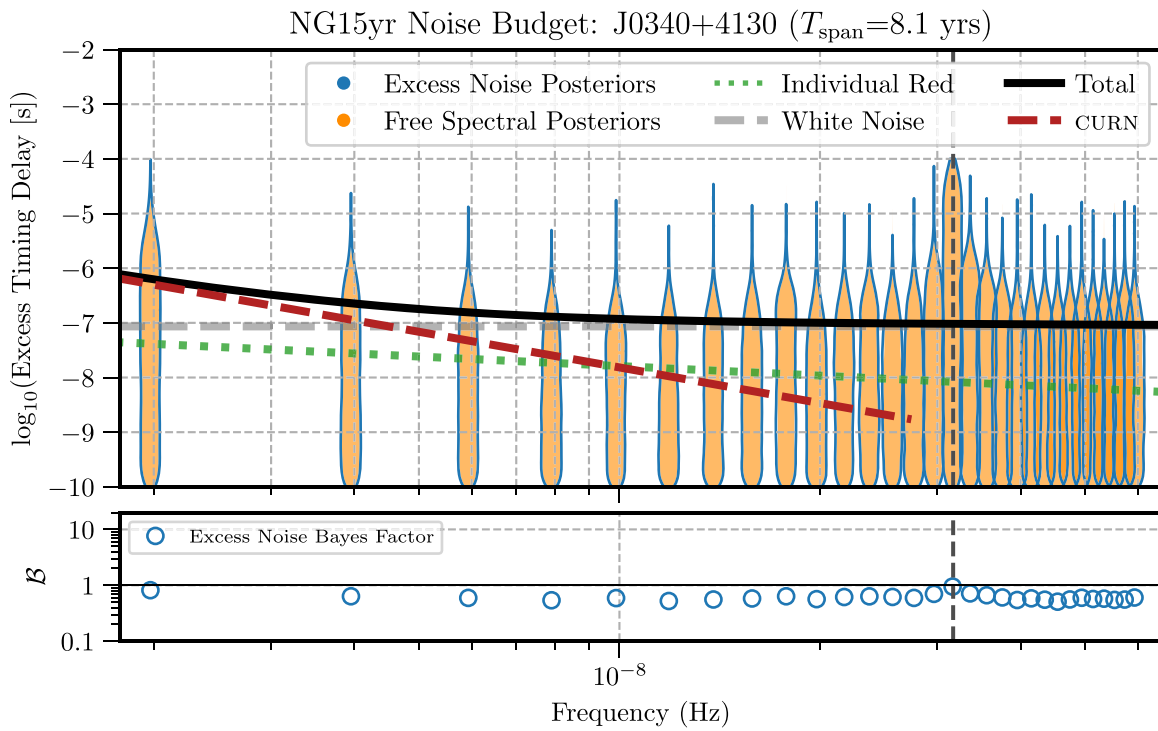 NG15yr Noise Budget: J0340+4130 (T_span=8.1 yrs)
Excess Noise Posteriors
Free Spectral Posteriors
Individual Red
White Noise
Total
CURN
log₁₀(Excess Timing Delay [s])
−2
−3
−4
−5
−6
−7
−8
−9
−10
Excess Noise Bayes Factor
ℬ
10
1
0.1
10⁻⁸
Frequency (Hz)